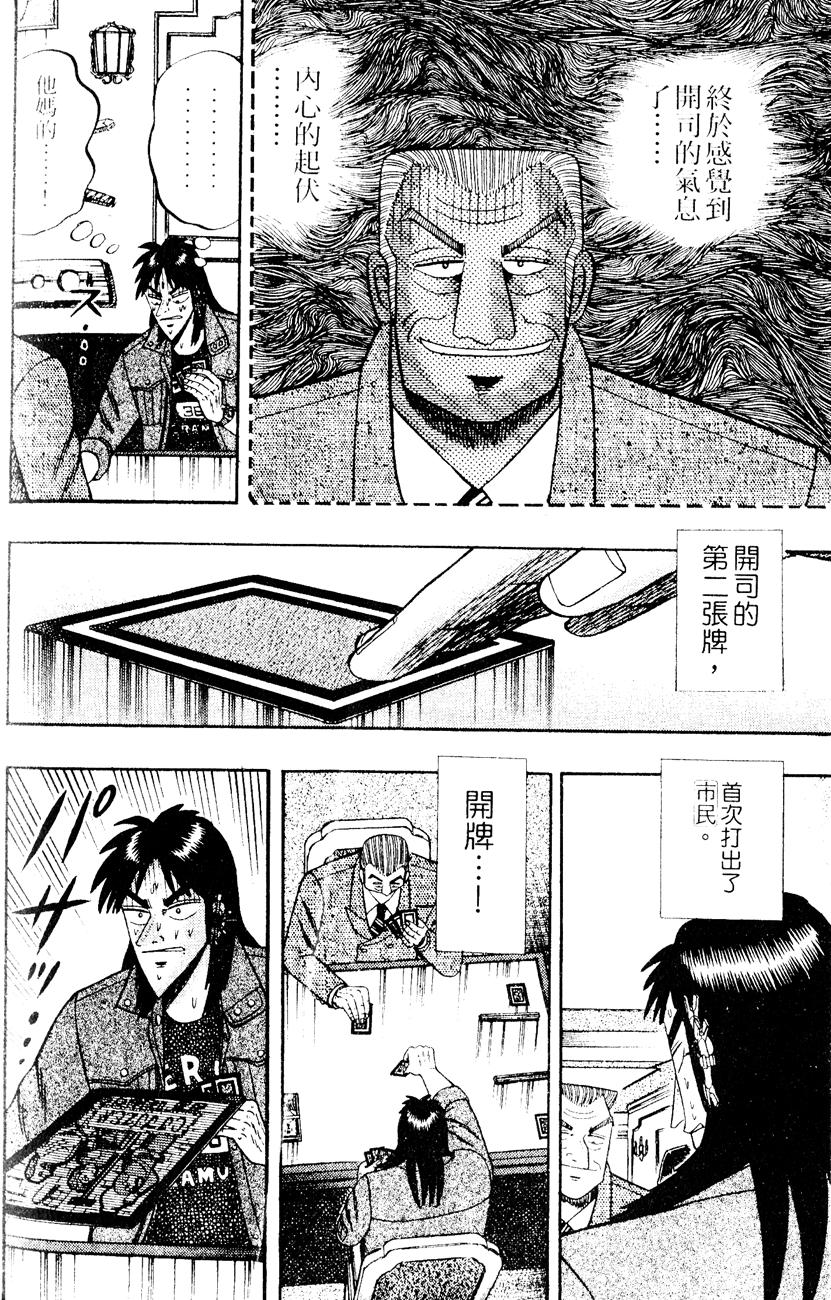 終於感覺到
開司的氣息
了……
內心的起伏
………
………
………
他媽的……！
ス…
開司的
第二張牌，
首次打出了
市民。
開牌…！
パサッ…